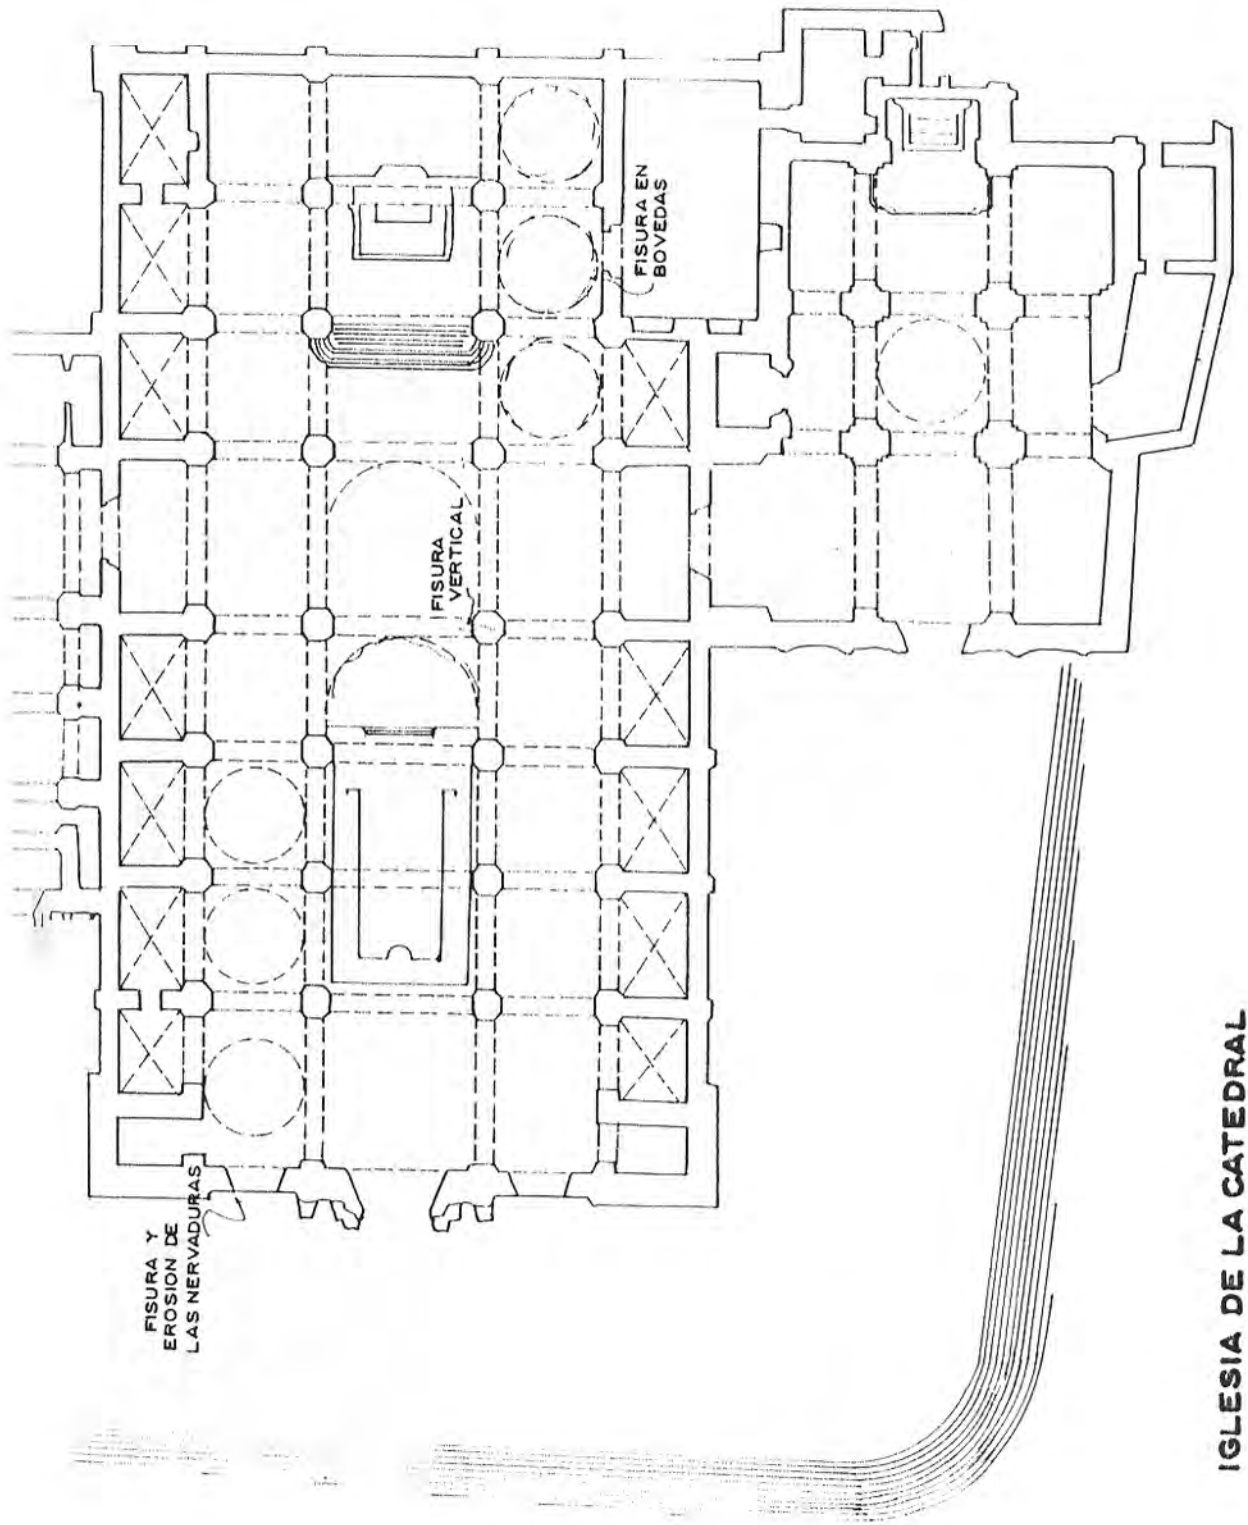 FISURA Y
EROSION DE
LAS NERVADURAS
FISURA
VERTICAL
FISURA EN
BOVEDAS
IGLESIA DE LA CATEDRAL